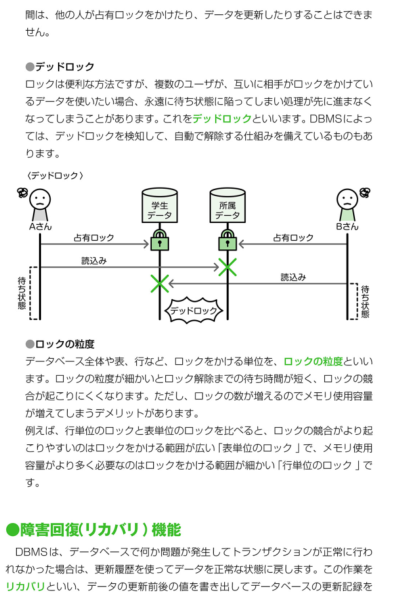 間は、他の人が占有ロックをかけたり、データを更新したりすることはできま
せん。
●デッドロック
ロックは便利な方法ですが、複数のユーザが、互いに相手がロックをかけてい
るデータを使いたい場合、永遠に待ち状態に陥ってしまい処理が先に進まなく
なってしまうことがあります。これをデッドロックといいます。DBMSによっ
ては、デッドロックを検知して、自動で解除する仕組みを備えているものもあ
ります。
〈デッドロック〉
学生
データ
所属
データ
Aさん
Bさん
占有ロック
占有ロック
読込み
読込み
待ち状態
待ち状態
デッドロック
●ロックの粒度
データベース全体や表、行など、ロックをかける単位を、ロックの粒度といい
ます。ロックの粒度が細かいとロック解除までの待ち時間が短く、ロックの競
合が起こりにくくなります。ただし、ロックの数が増えるのでメモリ使用容量
が増えてしまうデメリットがあります。
例えば、行単位のロックと表単位のロックを比べると、ロックの競合がより起
こりやすいのはロックをかける範囲が広い「表単位のロック」で、メモリ使用
容量がより多く必要なのはロックをかける範囲が細かい「行単位のロック」で
す。
●障害回復(リカバリ)機能
DBMSは、データベースで何か問題が発生してトランザクションが正常に行わ
れなかった場合は、更新履歴を使ってデータを正常な状態に戻します。この作業を
リカバリといい、データの更新前後の値を書き出してデータベースの更新記録を